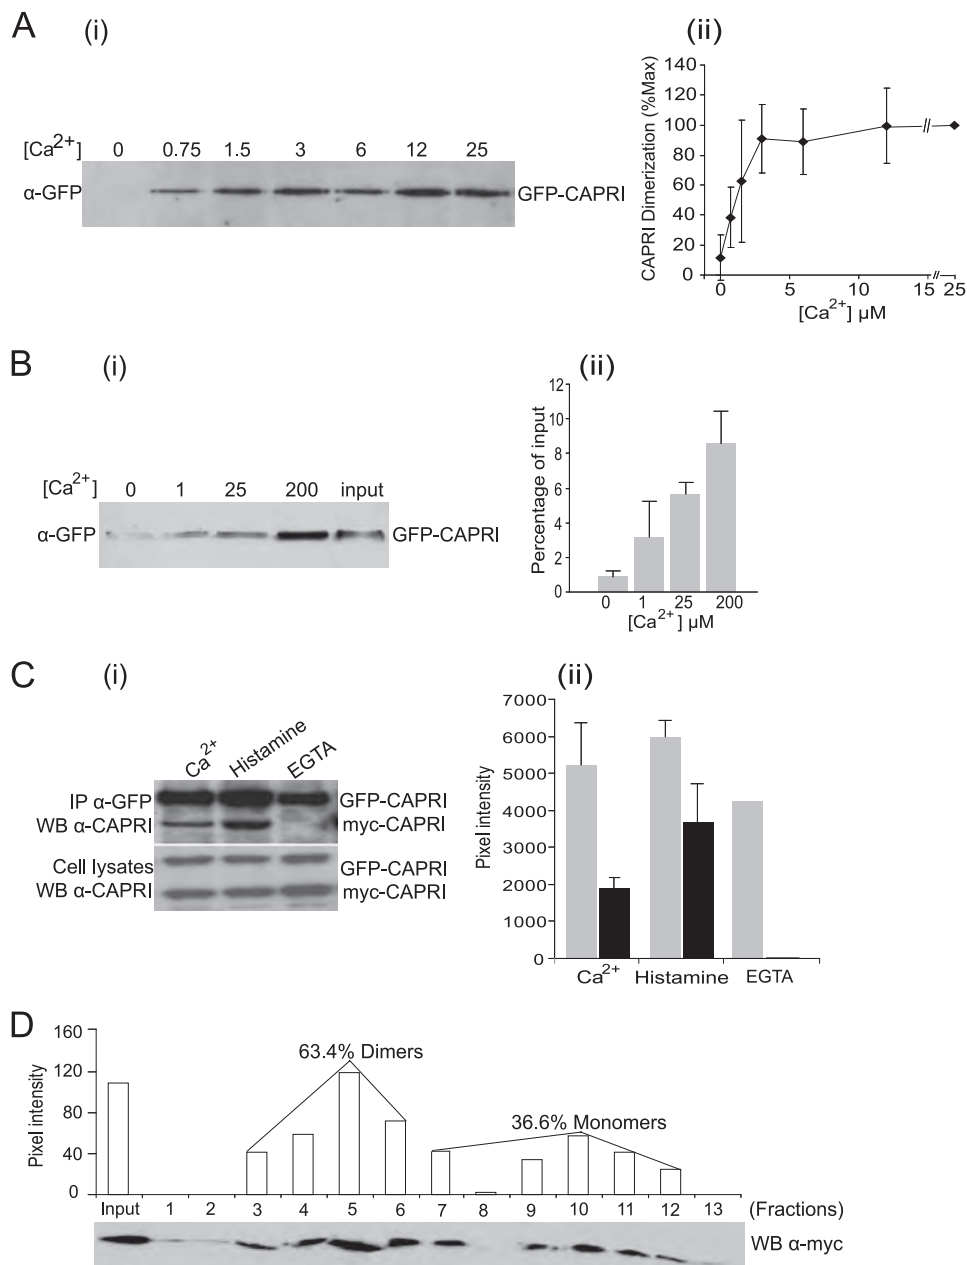 A (i) (ii)
[Ca2+] 0 0.75 1.5 3 6 12 25
α-GFP GFP-CAPRI
CAPRI Dimerization (%Max)
140
120
100
80
60
40
20
0
0 5 10 15 25
[Ca2+] µM
B (i) (ii)
[Ca2+] 0 1 25 200 input
α-GFP GFP-CAPRI
Percentage of input
12
10
8
6
4
2
0
0 1 25 200
[Ca2+] µM
C (i) (ii)
Ca2+ Histamine EGTA
IP α-GFP GFP-CAPRI
WB α-CAPRI myc-CAPRI
Cell lysates GFP-CAPRI
WB α-CAPRI myc-CAPRI
Pixel intensity
7000
6000
5000
4000
3000
2000
1000
0
Ca2+ Histamine EGTA
D
Pixel intensity
160
120
80
40
0
63.4% Dimers
36.6% Monomers
Input 1 2 3 4 5 6 7 8 9 10 11 12 13 (Fractions)
WB α-myc